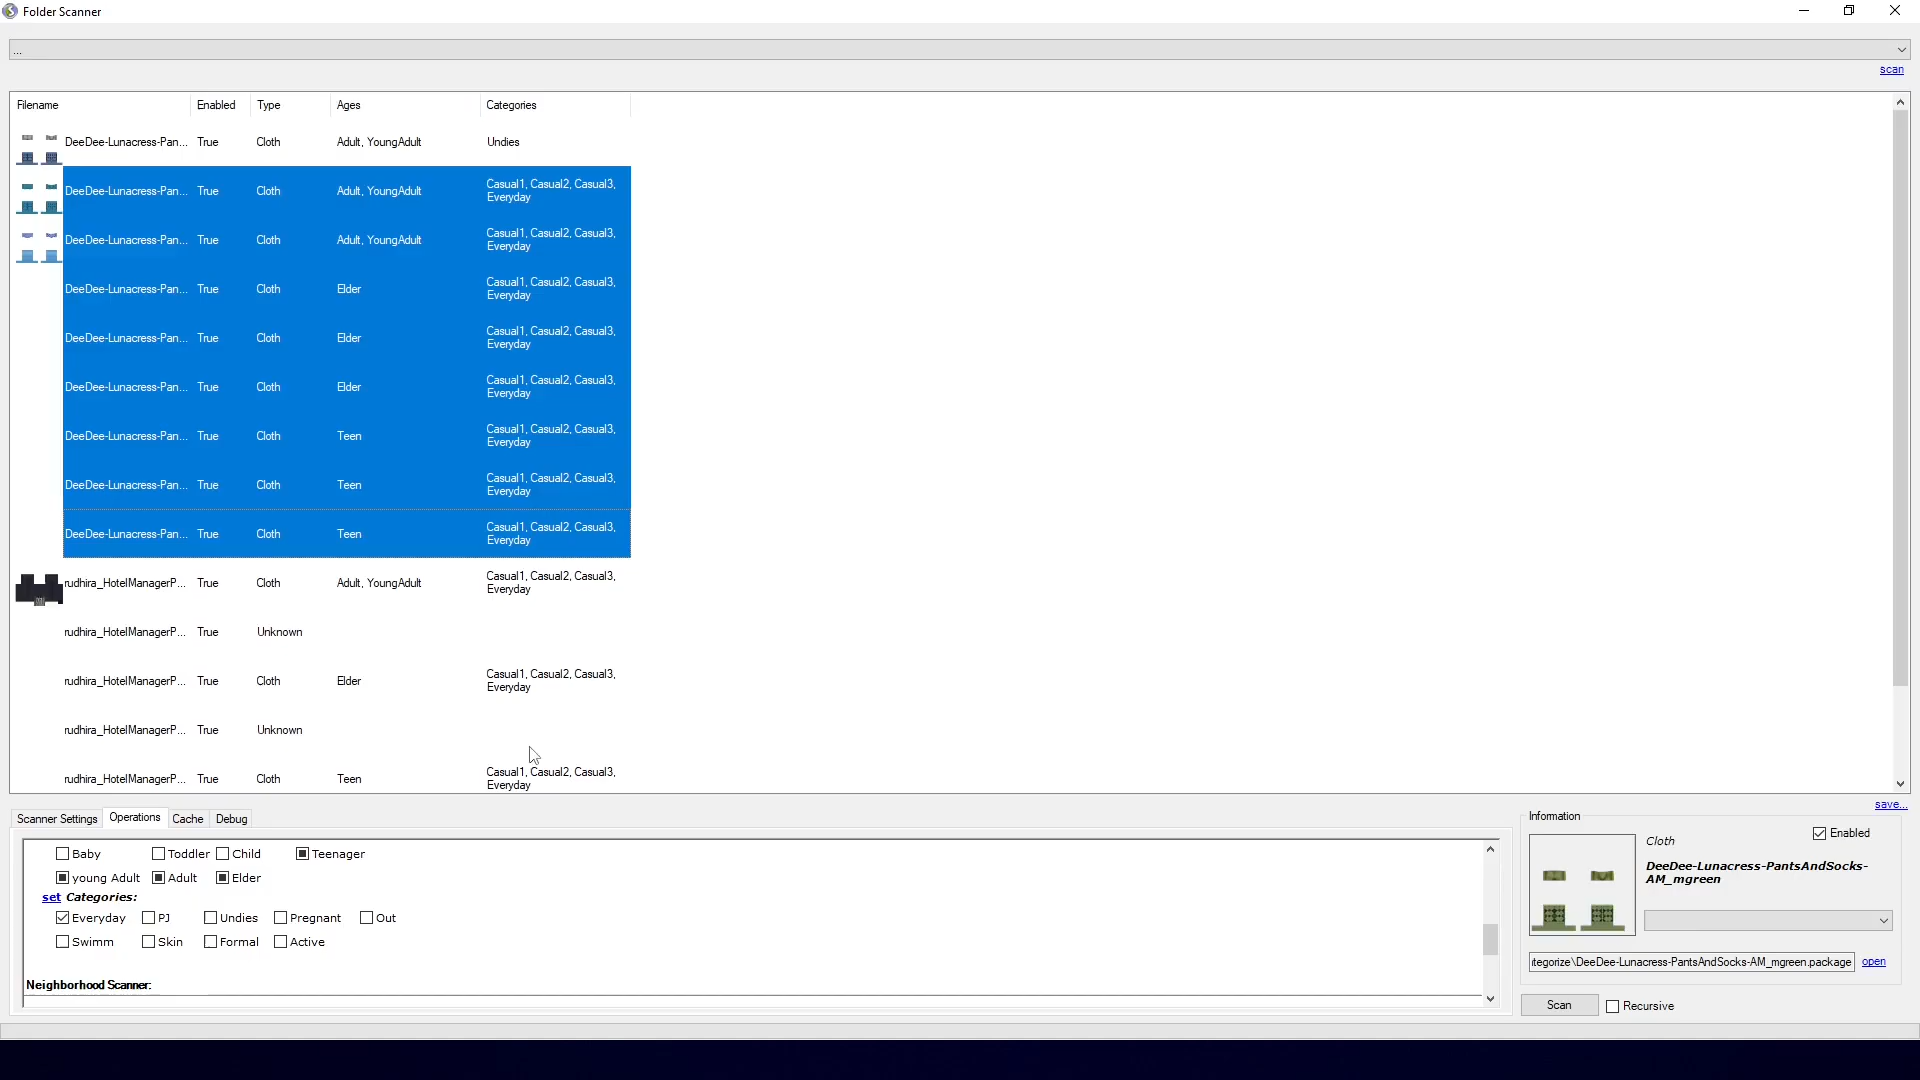 Folder Scanner
...
scan
Filename Enabled Type Ages Categories
DeeDee-Lunacress-Pan... True Cloth Adult, YoungAdult Undies
DeeDee-Lunacress-Pan... True Cloth Adult, YoungAdult Casual1, Casual2, Casual3,
Everyday
DeeDee-Lunacress-Pan... True Cloth Adult, YoungAdult Casual1, Casual2, Casual3,
Everyday
DeeDee-Lunacress-Pan... True Cloth Elder Casual1, Casual2, Casual3,
Everyday
DeeDee-Lunacress-Pan... True Cloth Elder Casual1, Casual2, Casual3,
Everyday
DeeDee-Lunacress-Pan... True Cloth Elder Casual1, Casual2, Casual3,
Everyday
DeeDee-Lunacress-Pan... True Cloth Teen Casual1, Casual2, Casual3,
Everyday
DeeDee-Lunacress-Pan... True Cloth Teen Casual1, Casual2, Casual3,
Everyday
DeeDee-Lunacress-Pan... True Cloth Teen Casual1, Casual2, Casual3,
Everyday
rudhira_HotelManagerP... True Cloth Adult, YoungAdult Casual1, Casual2, Casual3,
Everyday
rudhira_HotelManagerP... True Unknown
rudhira_HotelManagerP... True Cloth Elder Casual1, Casual2, Casual3,
Everyday
rudhira_HotelManagerP... True Unknown
rudhira_HotelManagerP... True Cloth Teen Casual1, Casual2, Casual3,
Everyday
save...
Scanner Settings Operations Cache Debug
Baby Toddler Child Teenager
young Adult Adult Elder
set Categories:
Everyday PJ Undies Pregnant Out
Swimm Skin Formal Active
Neighborhood Scanner:
Information
Enabled
Cloth
DeeDee-Lunacress-PantsAndSocks-
AM_mgreen
itegorize\DeeDee-Lunacress-PantsAndSocks-AM_mgreen.package open
Scan Recursive